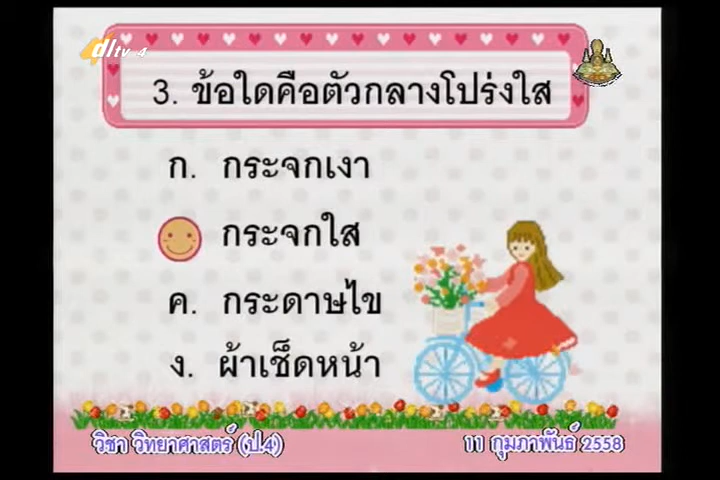 dltv 4
3. ข้อใดคือตัวกลางโปร่งใส
ก. กระจกเงา
กระจกใส
ค. กระดาษไข
ง. ผ้าเช็ดหน้า
วิชา วิทยาศาสตร์ (ป.4)
11 กุมภาพันธ์ 2558